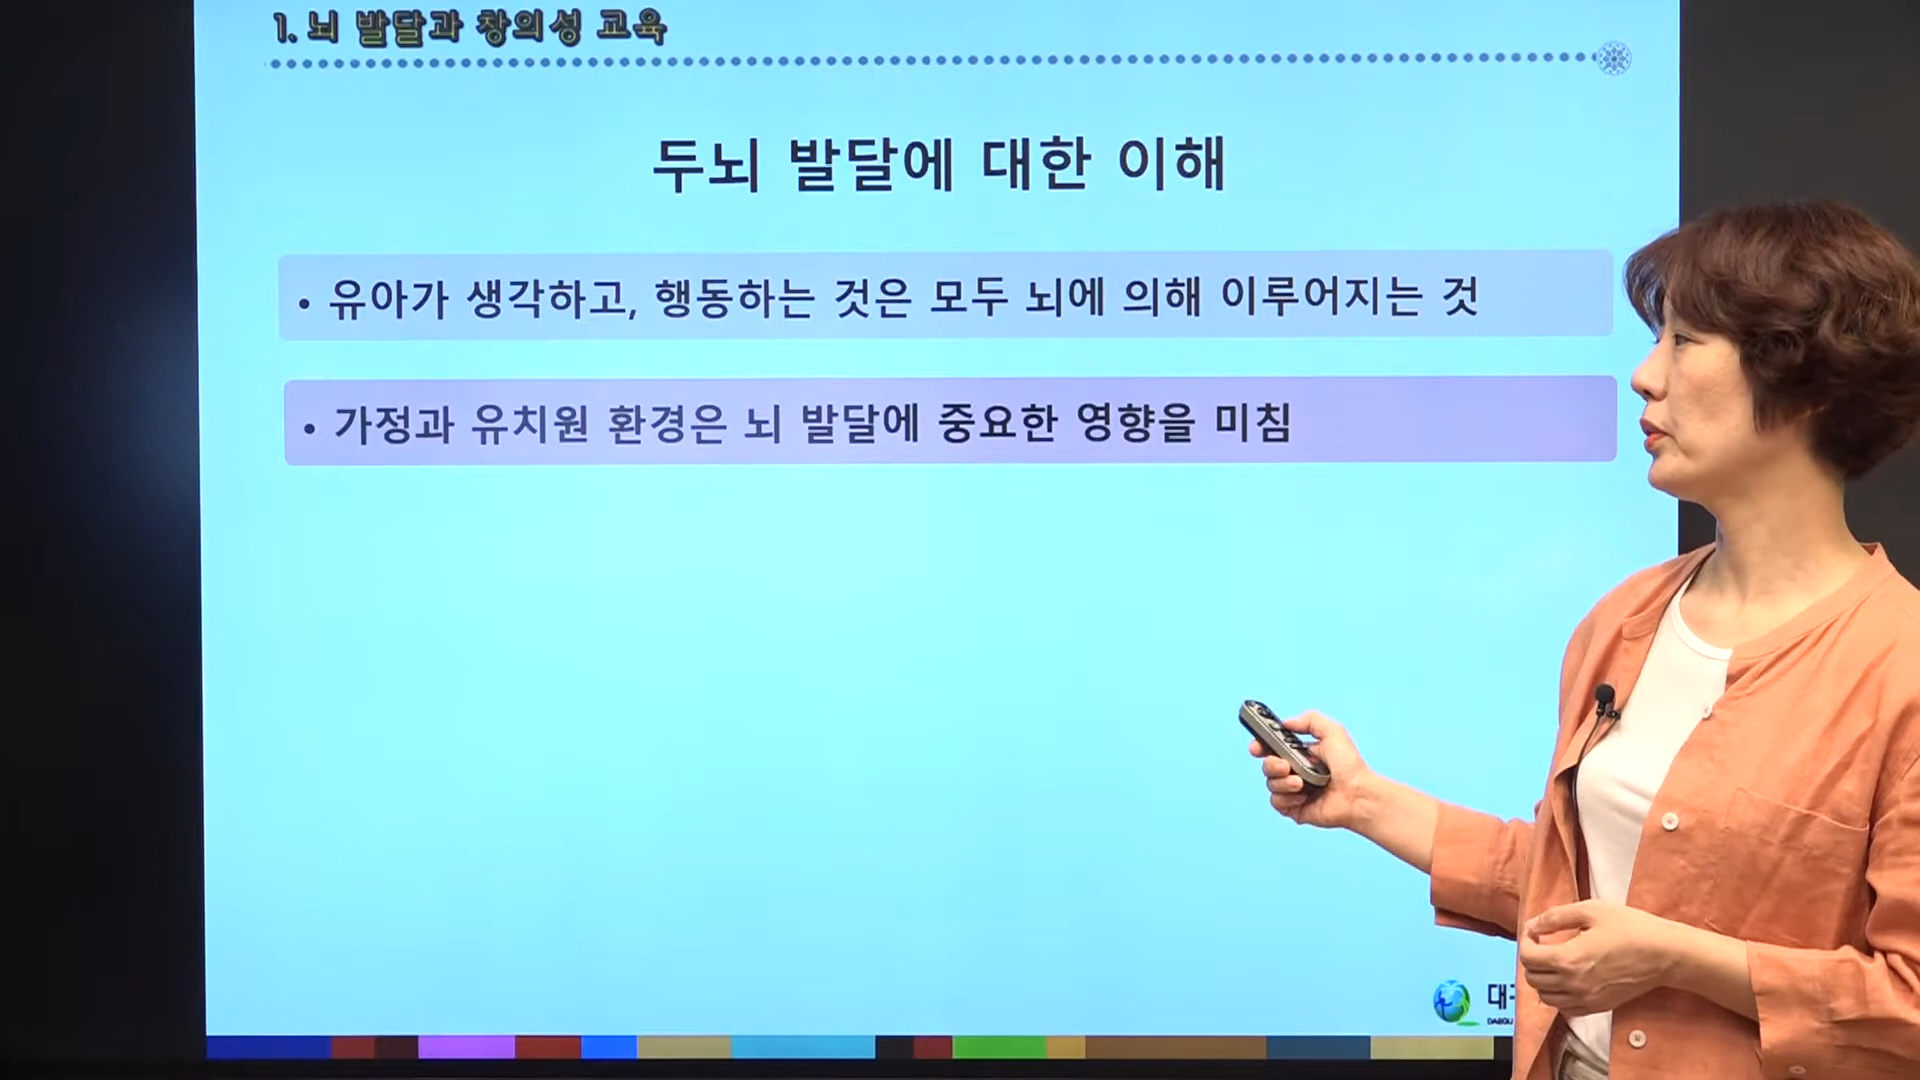 1. 뇌 발달과 창의성 교육
두뇌 발달에 대한 이해
• 유아가 생각하고, 행동하는 것은 모두 뇌에 의해 이루어지는 것
• 가정과 유치원 환경은 뇌 발달에 중요한 영향을 미침